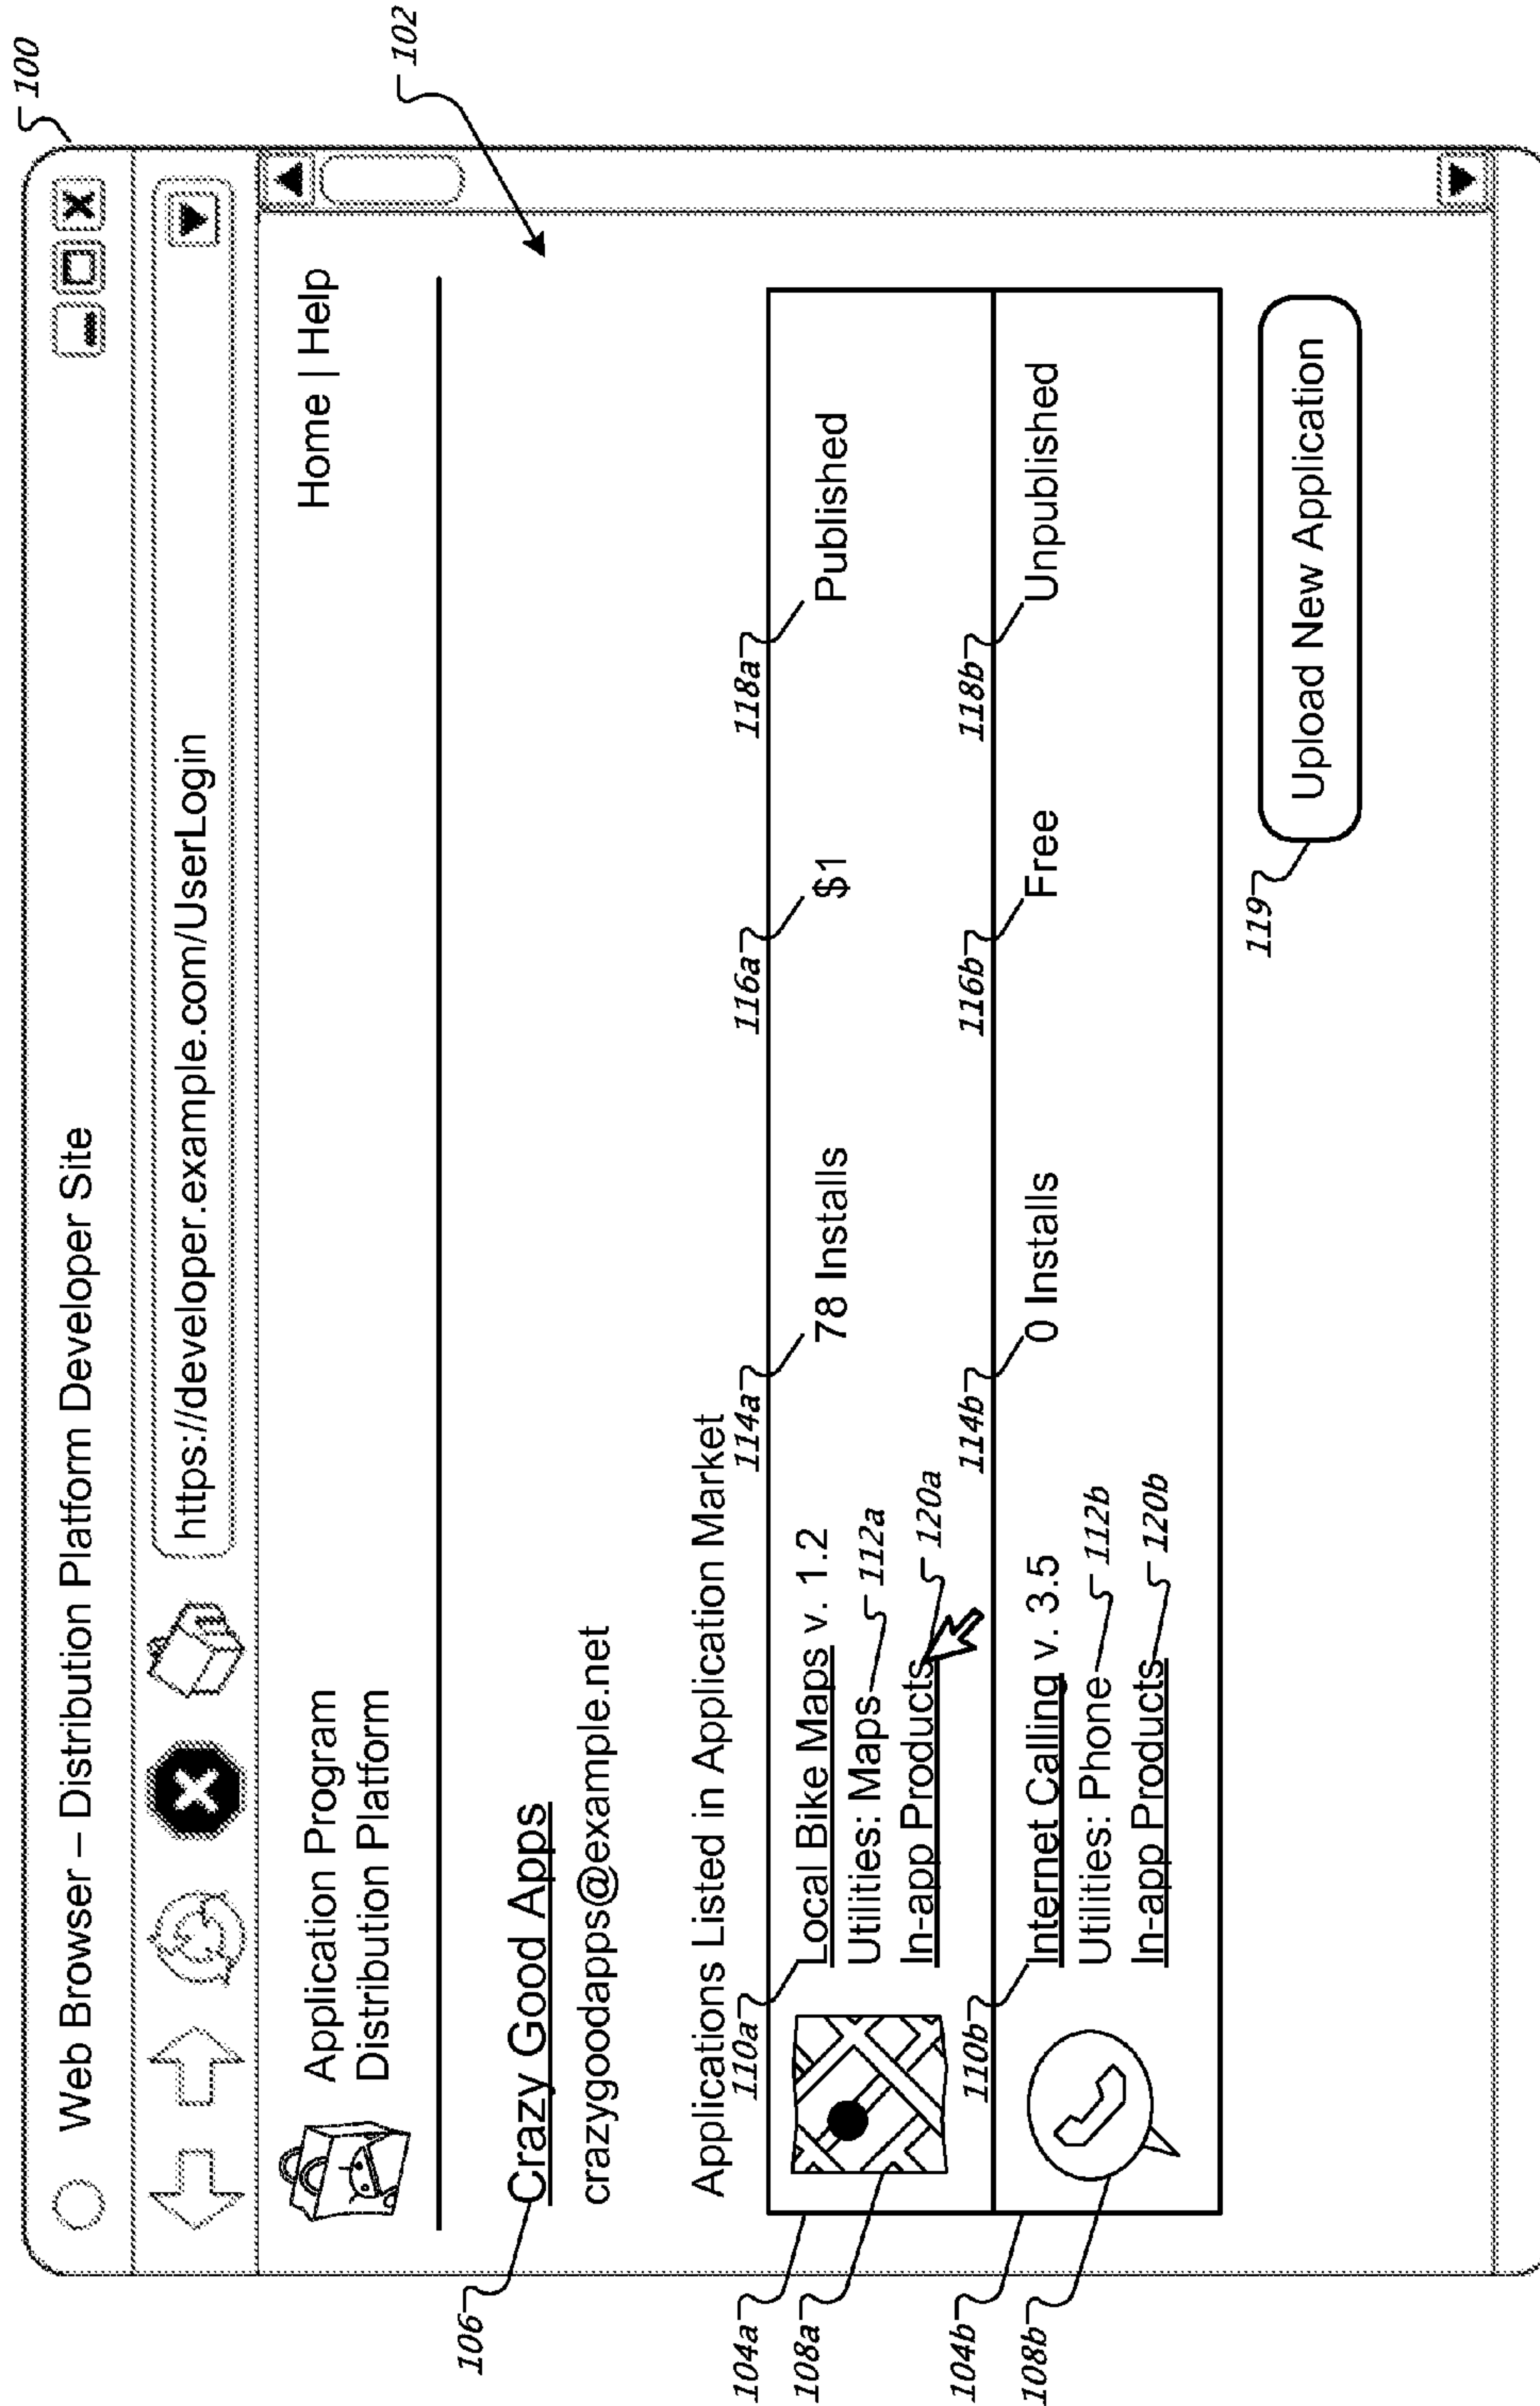 100
Web Browser – Distribution Platform Developer Site
https://developer.example.com/UserLogin
Application Program
Distribution Platform
Home | Help
102
106
Crazy Good Apps
crazygoodapps@example.net
Applications Listed in Application Market
104a
110a
114a
116a
118a
Local Bike Maps v. 1.2
78 Installs
$1
Published
108a
Utilities: Maps
112a
In-app Products
120a
104b
110b
114b
116b
118b
Internet Calling v. 3.5
0 Installs
Free
Unpublished
108b
Utilities: Phone
112b
In-app Products
120b
119
Upload New Application